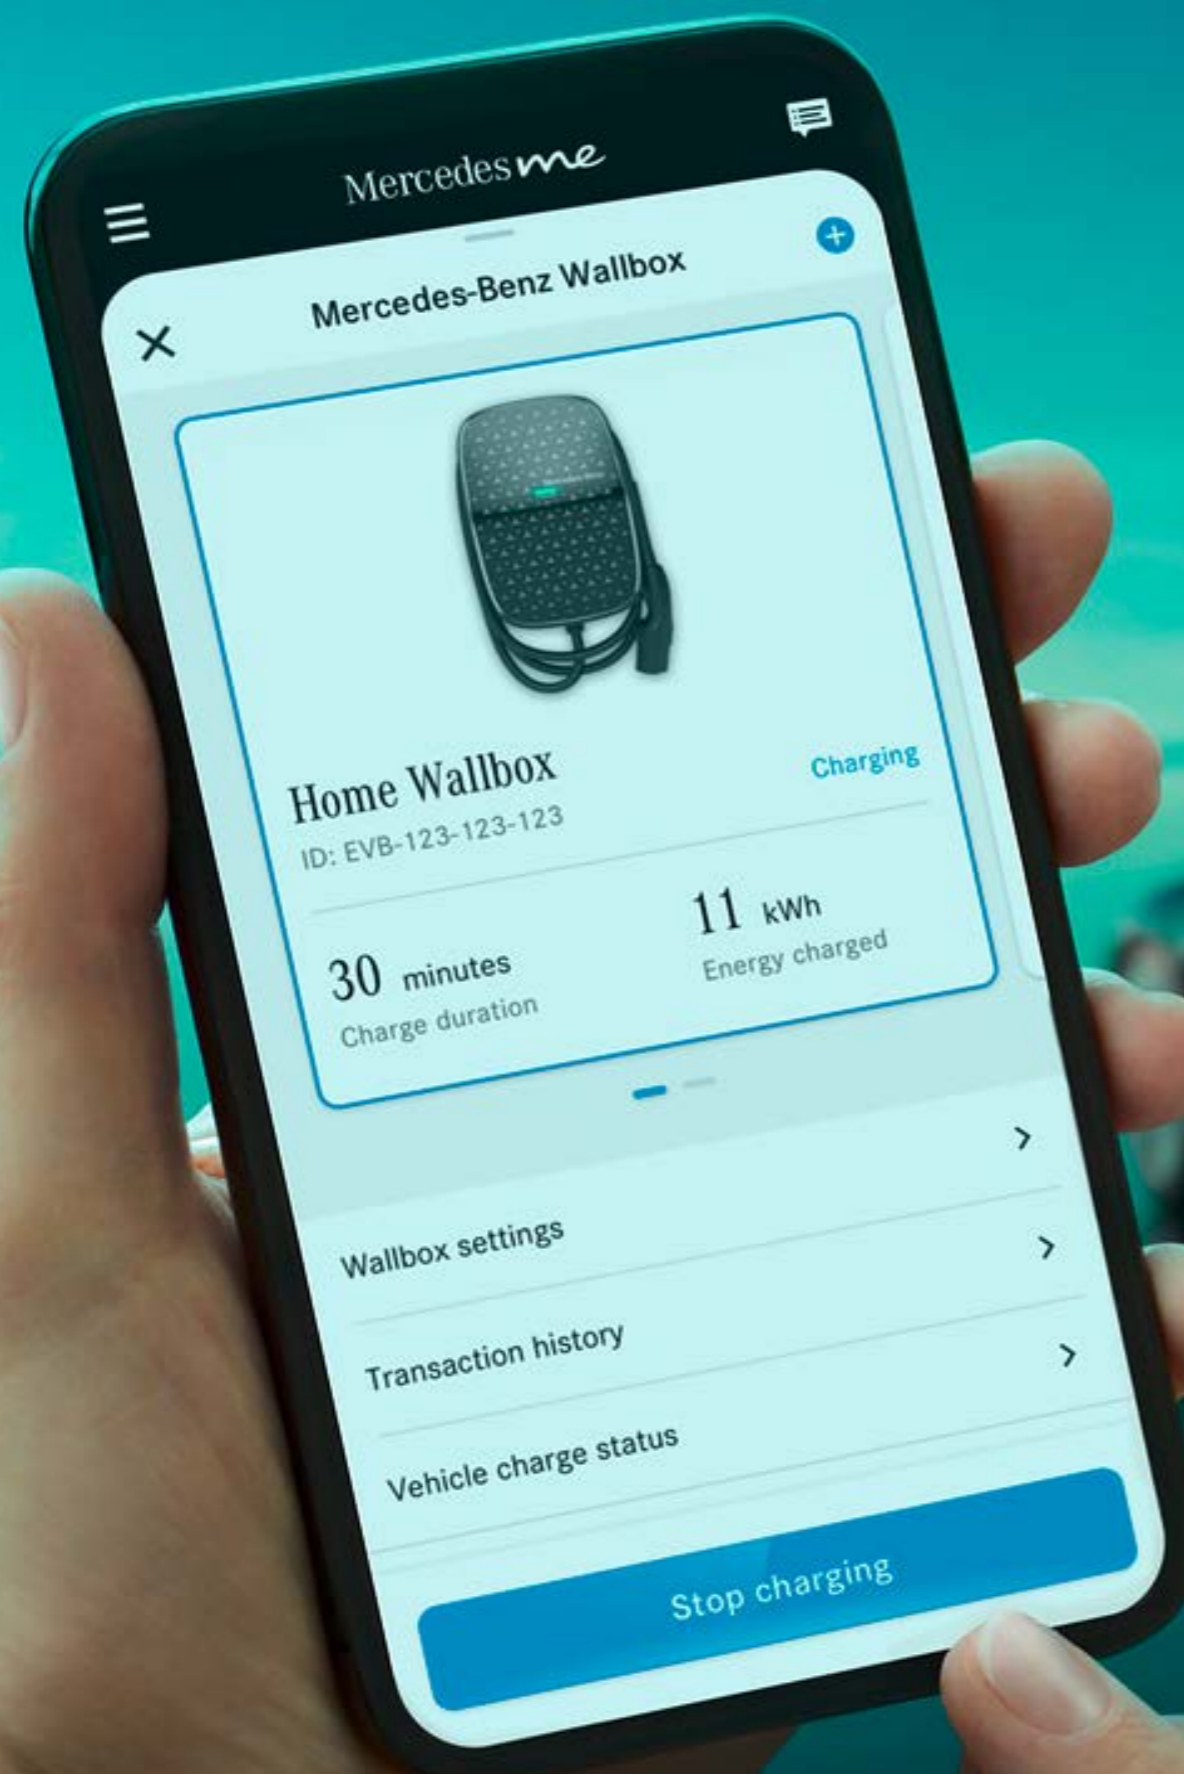 Mercedes me
Mercedes-Benz Wallbox
Home Wallbox
Charging
ID: EVB-123-123-123
30 minutes
11 kWh
Charge duration
Energy charged
Wallbox settings
Transaction history
Vehicle charge status
Stop charging